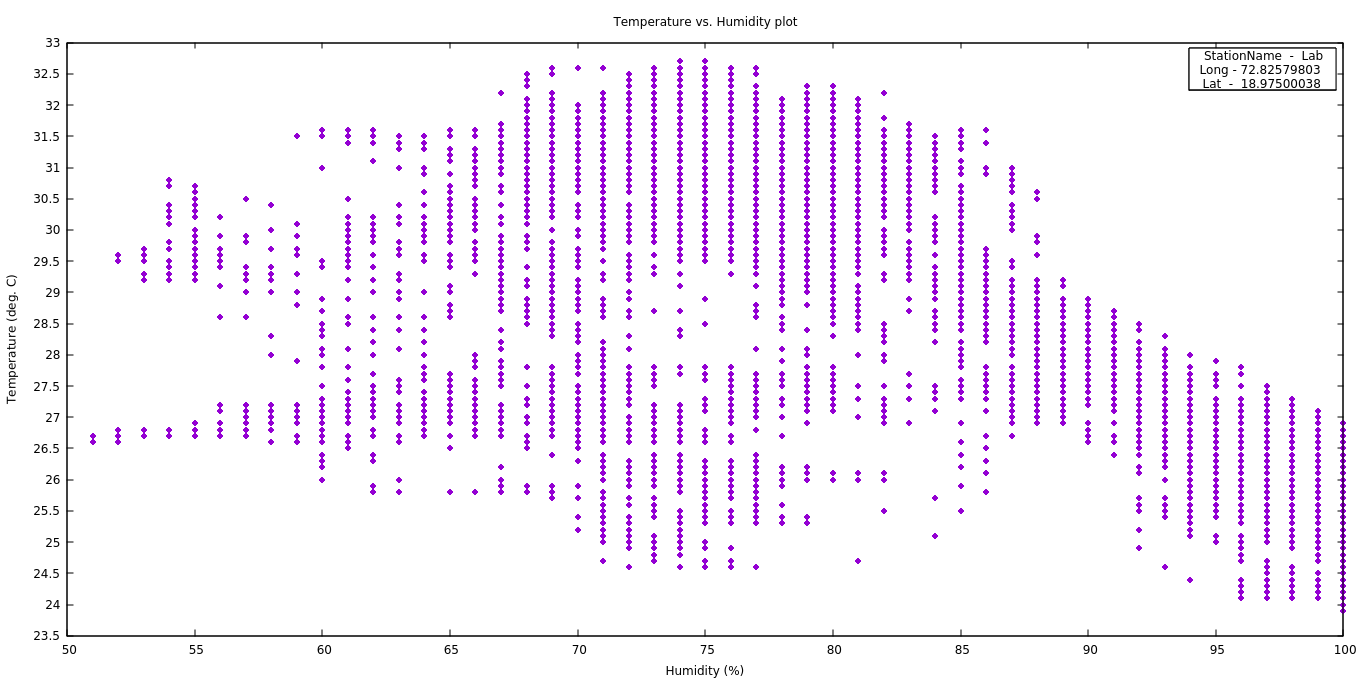 Temperature vs. Humidity plot
StationName - Lab
Long - 72.82579803
Lat - 18.97500038
Temperature (deg. C)
33
32.5
32
31.5
31
30.5
30
29.5
29
28.5
28
27.5
27
26.5
26
25.5
25
24.5
24
23.5
50 55 60 65 70 75 80 85 90 95 100
Humidity (%)